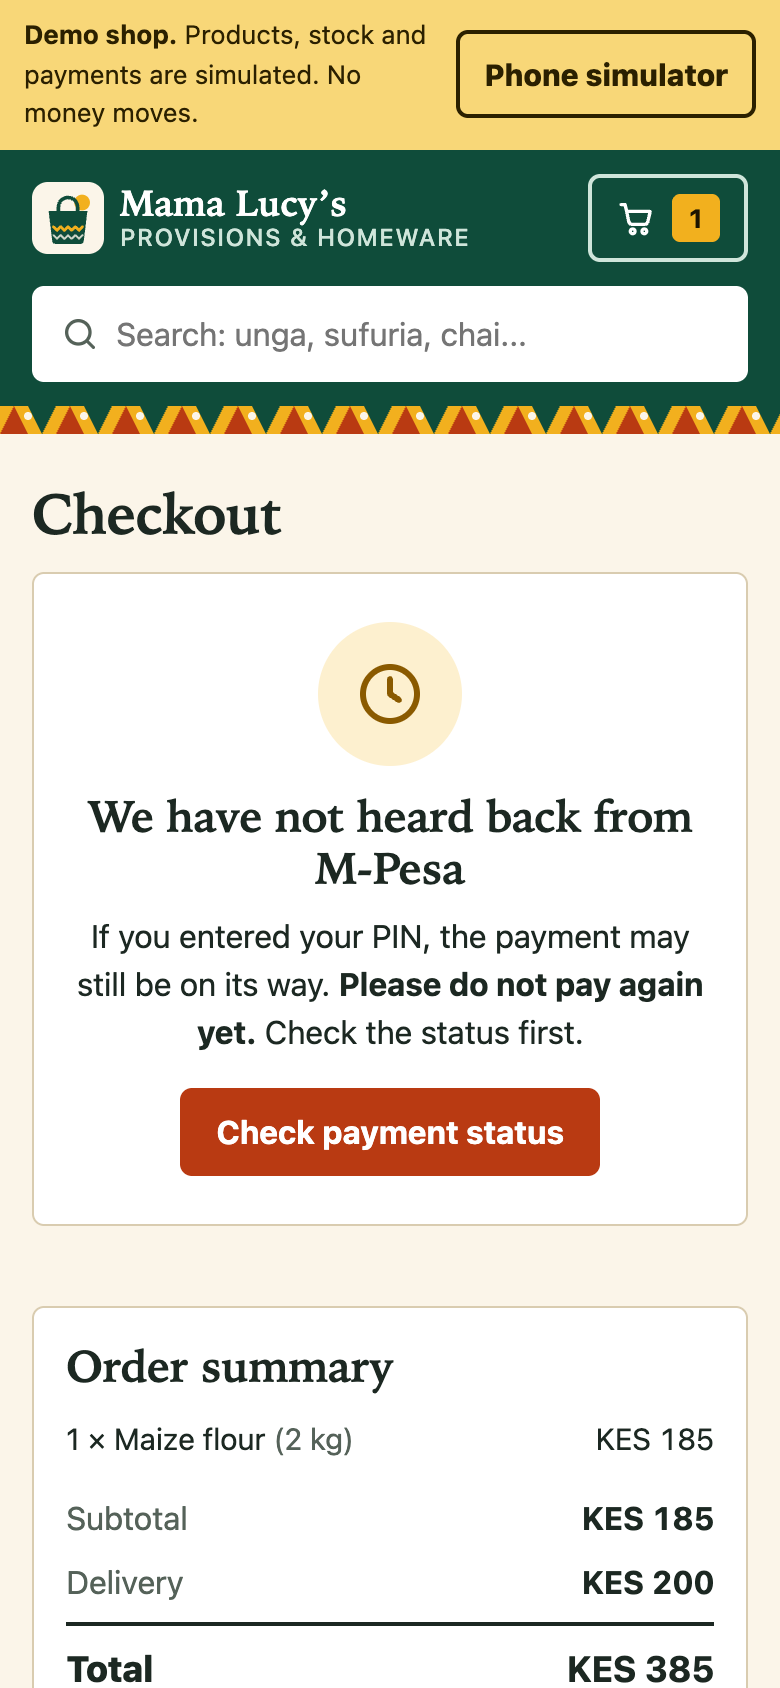 Demo shop. Products, stock and
payments are simulated. No
money moves.
Phone simulator
Mama Lucy’s
PROVISIONS & HOMEWARE
1
Search: unga, sufuria, chai...
Checkout
We have not heard back from
M-Pesa
If you entered your PIN, the payment may
still be on its way. Please do not pay again
yet. Check the status first.
Check payment status
Order summary
1 × Maize flour (2 kg) KES 185
Subtotal KES 185
Delivery KES 200
Total KES 385